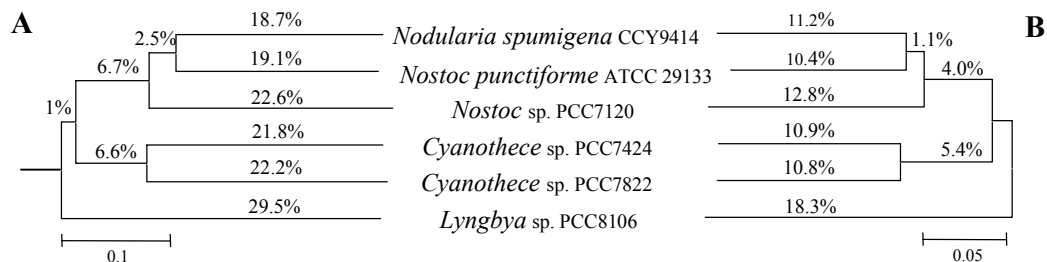 A
B
18.7%
Nodularia spumigena CCY9414
11.2%
2.5%
1.1%
19.1%
Nostoc punctiforme ATCC 29133
10.4%
6.7%
4.0%
22.6%
Nostoc sp. PCC7120
12.8%
1%
21.8%
Cyanothece sp. PCC7424
10.9%
6.6%
5.4%
22.2%
Cyanothece sp. PCC7822
10.8%
29.5%
Lyngbya sp. PCC8106
18.3%
0.1
0.05